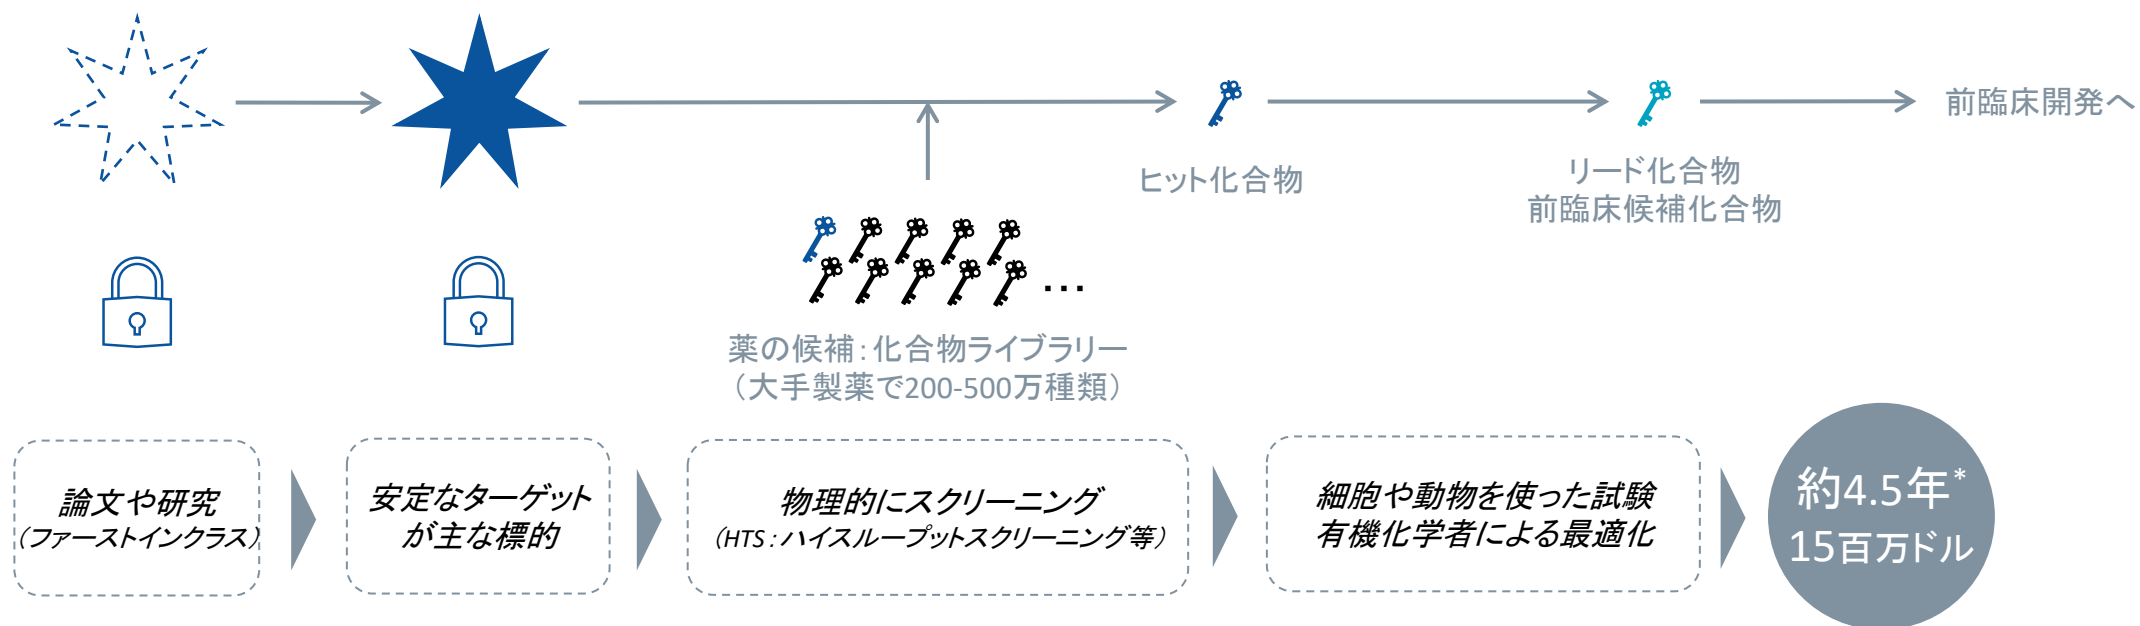 前臨床開発へ
ヒット化合物
リード化合物
前臨床候補化合物
...
薬の候補：化合物ライブラリー
（大手製薬で200-500万種類）
論文や研究
（ファーストインクラス）
安定なターゲット
が主な標的
物理的にスクリーニング
（HTS：ハイスループットスクリーニング等）
細胞や動物を使った試験
有機化学者による最適化
約4.5年*
15百万ドル